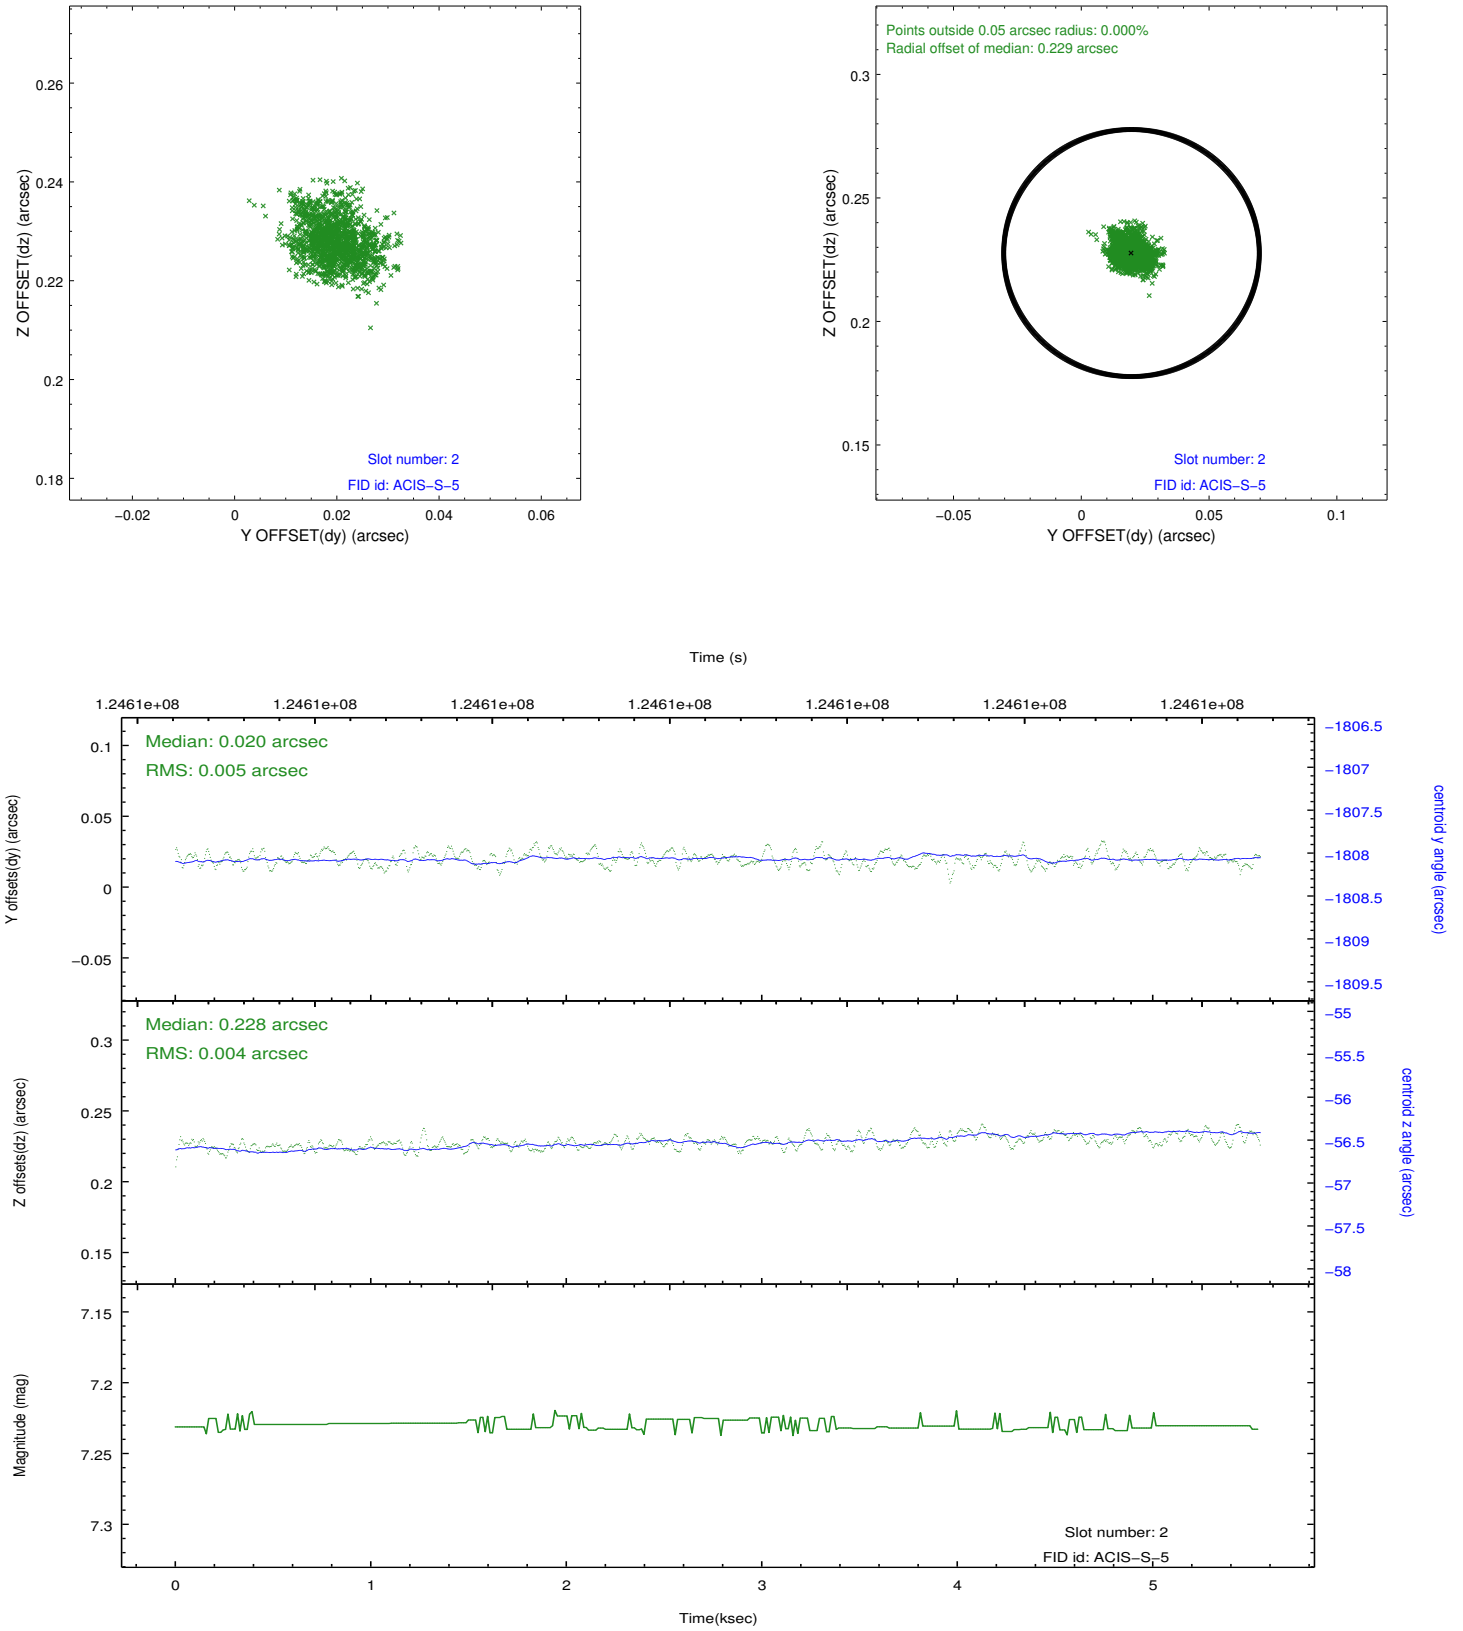 0.26
0.24
0.22
0.2
0.18
Z OFFSET(dz) (arcsec)
−0.02 0 0.02 0.04 0.06
Y OFFSET(dy) (arcsec)
Slot number: 2
FID id: ACIS−S−5
Points outside 0.05 arcsec radius: 0.000%
Radial offset of median: 0.229 arcsec
0.3
0.25
0.2
0.15
Z OFFSET(dz) (arcsec)
−0.05 0 0.05 0.1
Y OFFSET(dy) (arcsec)
Slot number: 2
FID id: ACIS−S−5
Time (s)
1.2461e+08 1.2461e+08 1.2461e+08 1.2461e+08 1.2461e+08 1.2461e+08 1.2461e+08
Median: 0.020 arcsec
RMS: 0.005 arcsec
0.1
0.05
0
−0.05
Y offsets(dy) (arcsec)
−1806.5
−1807
−1807.5
−1808
−1808.5
−1809
−1809.5
centroid y angle (arcsec)
Median: 0.228 arcsec
RMS: 0.004 arcsec
0.3
0.25
0.2
0.15
Z offsets(dz) (arcsec)
−55
−55.5
−56
−56.5
−57
−57.5
−58
centroid z angle (arcsec)
7.15
7.2
7.25
7.3
Magnitude (mag)
Slot number: 2
FID id: ACIS−S−5
0 1 2 3 4 5
Time(ksec)